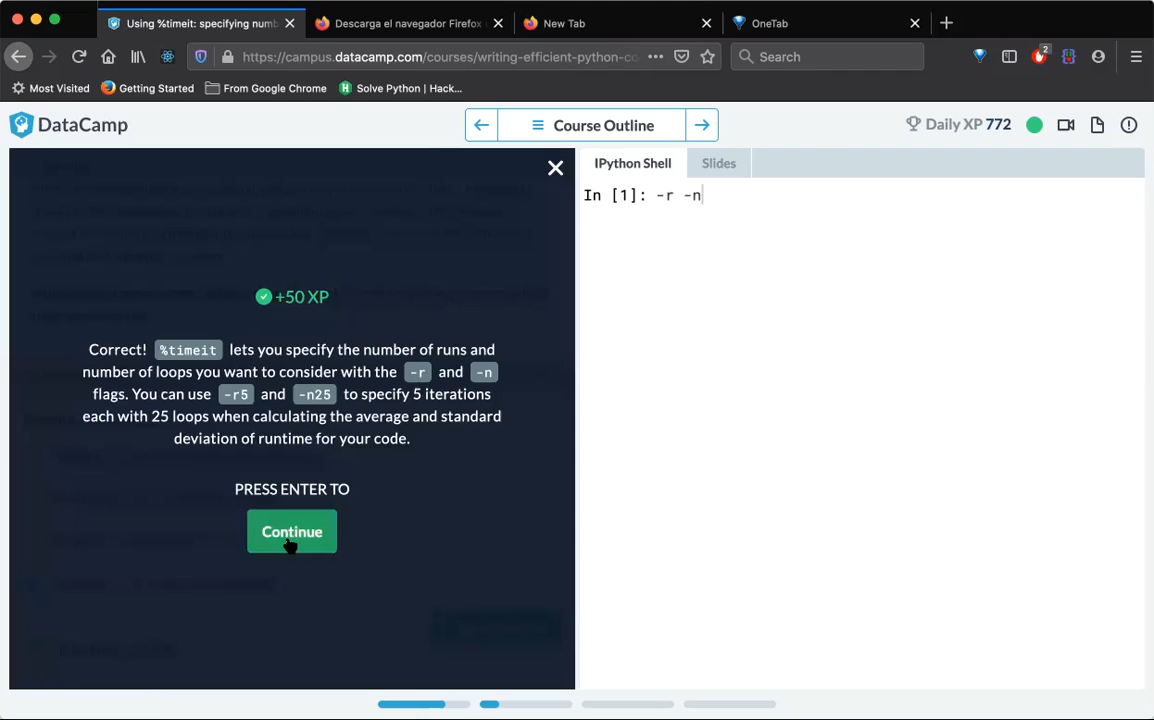 Using %timeit: specifying numb
Descarga el navegador Firefox
New Tab
OneTab
https://campus.datacamp.com/courses/writing-efficient-python-co
Search
2
Most Visited
Getting Started
From Google Chrome
Solve Python | Hack...
DataCamp
Course Outline
Daily XP 772
IPython Shell
Slides
In [1]: -r -n
+50 XP
Correct! %timeit lets you specify the number of runs and
number of loops you want to consider with the -r and -n
flags. You can use -r5 and -n25 to specify 5 iterations
each with 25 loops when calculating the average and standard
deviation of runtime for your code.
PRESS ENTER TO
Continue